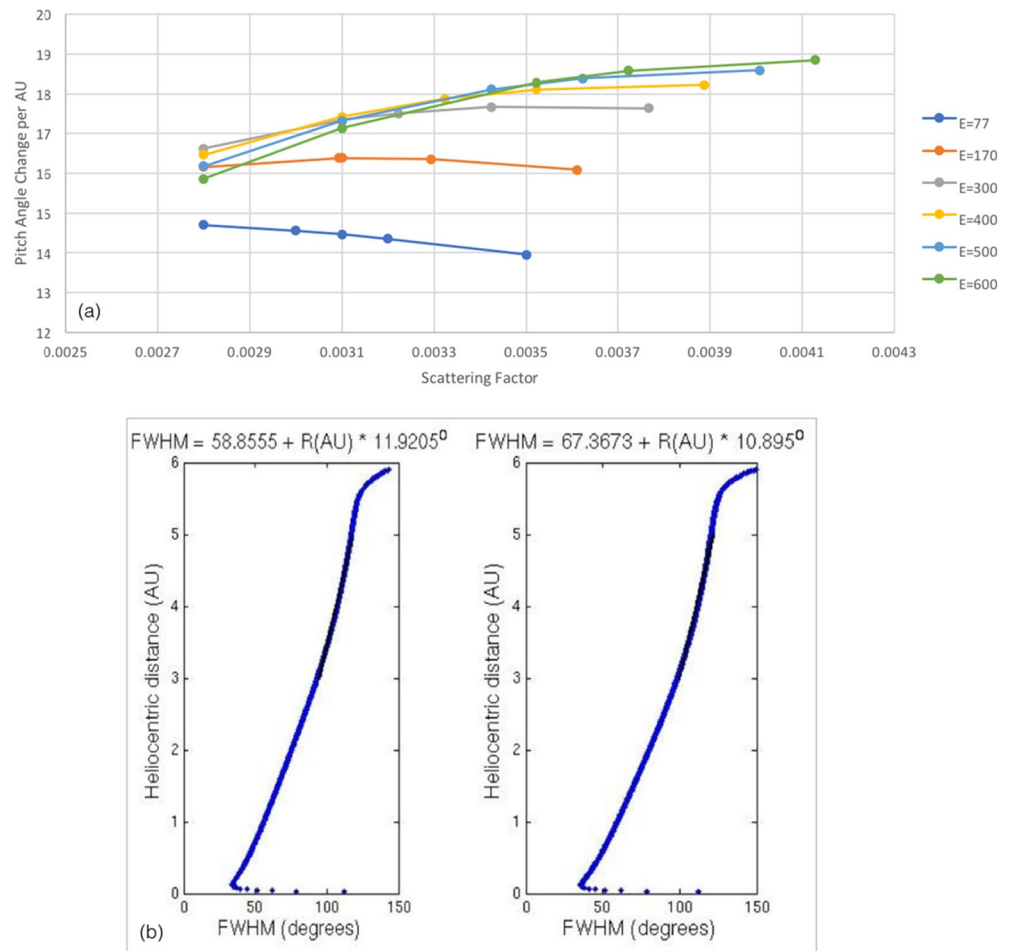 20
19
18
17
16
15
14
13
12
Pitch Angle Change per AU
(a)
0.0025 0.0027 0.0029 0.0031 0.0033 0.0035 0.0037 0.0039 0.0041 0.0043
Scattering Factor
E=77
E=170
E=300
E=400
E=500
E=600
FWHM = 58.8555 + R(AU) * 11.9205⁰
6
5
4
3
2
1
0
Heliocentric distance (AU)
0 50 100 150
FWHM (degrees)
FWHM = 67.3673 + R(AU) * 10.895⁰
6
5
4
3
2
1
0
Heliocentric distance (AU)
0 50 100 150
FWHM (degrees)
(b)